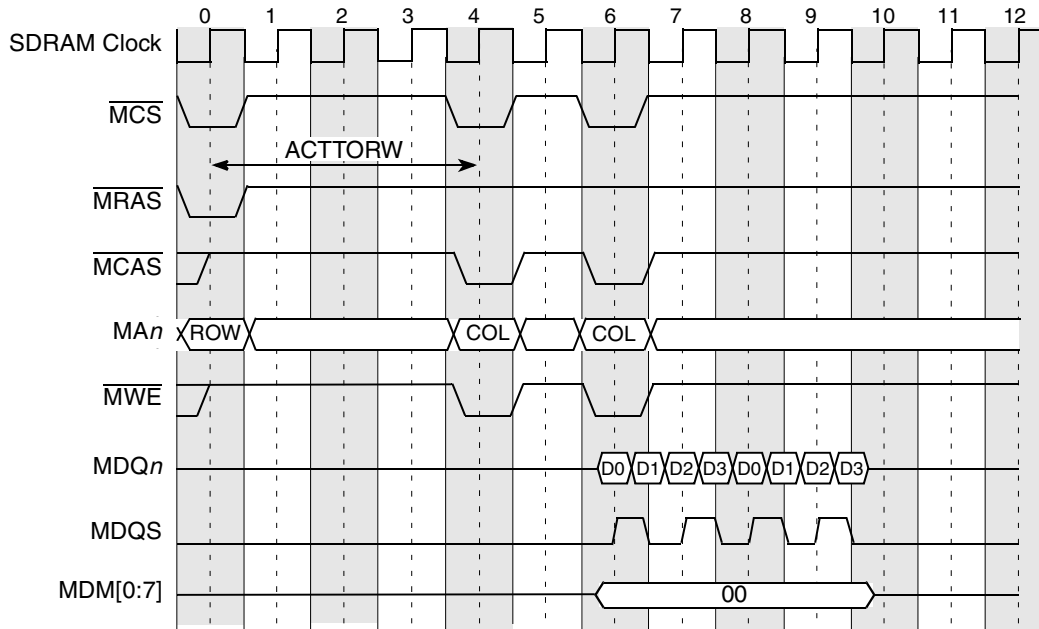 0 1 2 3 4 5 6 7 8 9 10 11 12
SDRAM Clock
MCS
ACTTORW
MRAS
MCAS
MAn ROW COL COL
MWE
MDQn D0 D1 D2 D3 D0 D1 D2 D3
MDQS
MDM[0:7] 00